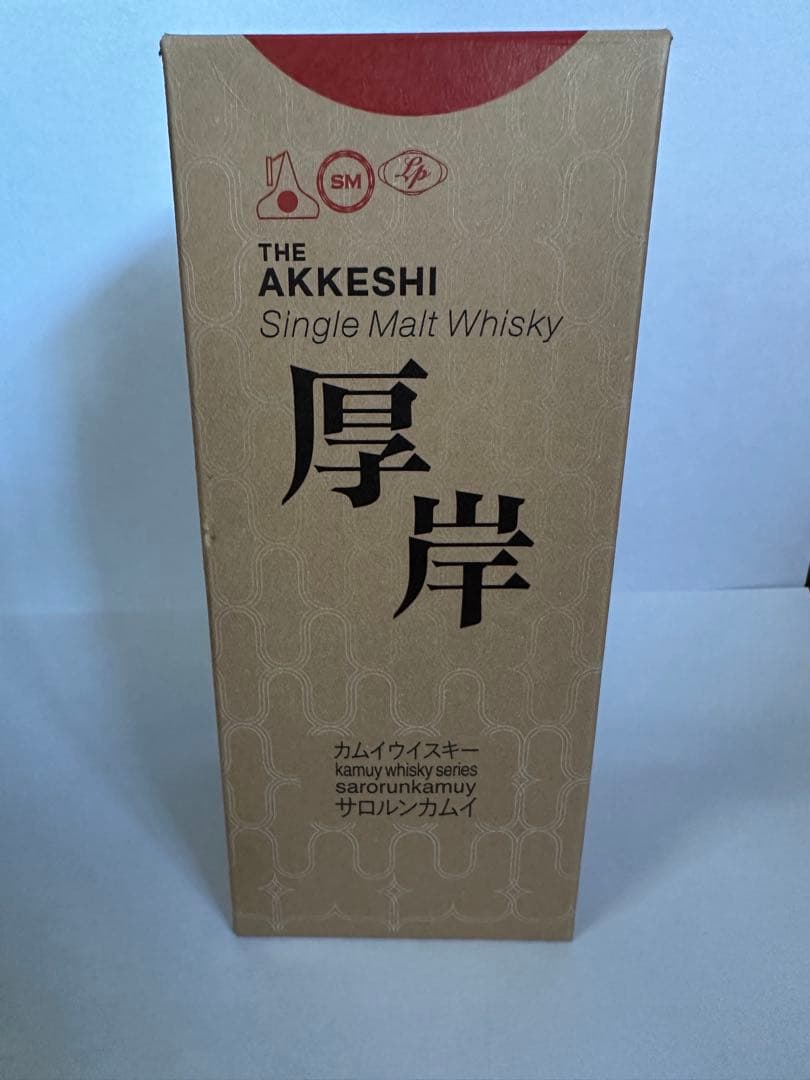 SM
Lp
THE
AKKESHI
Single Malt Whisky
厚
岸
カムイウイスキー
kamuy whisky series
sarorunkamuy
サロルンカムイ